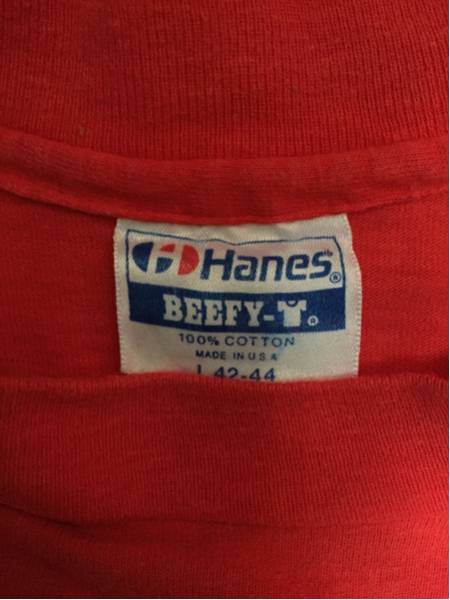 Hanes®
BEEFY-T®
100% COTTON
MADE IN U.S.A
L 42-44